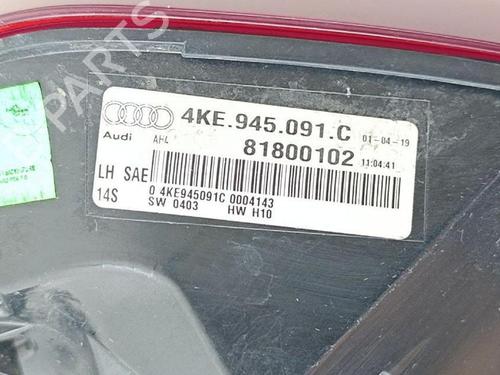 4KE.945.091.C 01-04-19
Audi AHL 81800102 11:04:41
LH SAE
14S
0 4KE945091C 0004143
SW 0403 HW H10
PARTS